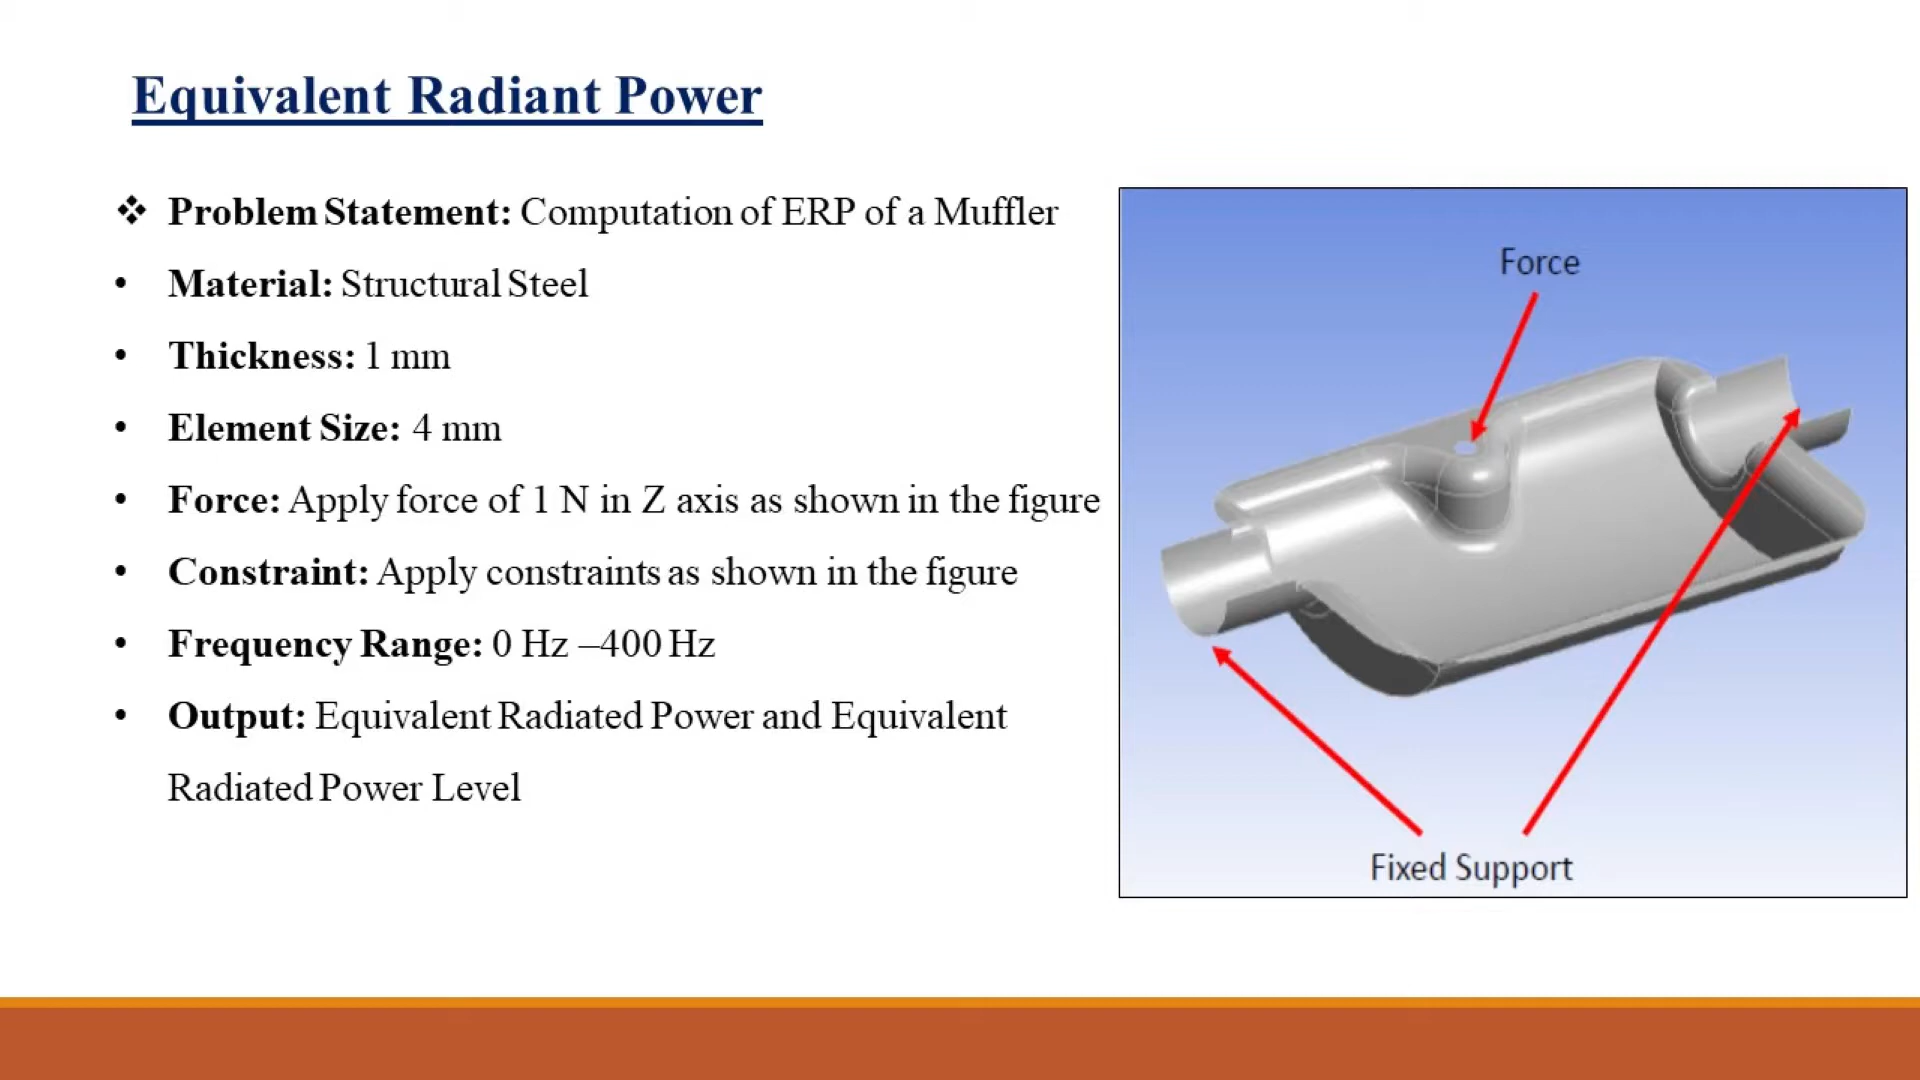 Equivalent Radiant Power
❖ Problem Statement: Computation of ERP of a Muffler
• Material: Structural Steel
• Thickness: 1 mm
• Element Size: 4 mm
• Force: Apply force of 1 N in Z axis as shown in the figure
• Constraint: Apply constraints as shown in the figure
• Frequency Range: 0 Hz –400 Hz
• Output: Equivalent Radiated Power and Equivalent
Radiated Power Level
Force
Fixed Support